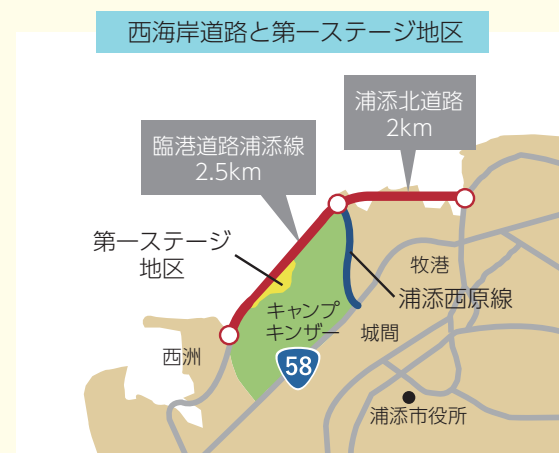 西海岸道路と第一ステージ地区
浦添北道路
2km
臨港道路浦添線
2.5km
第一ステージ
地区
牧港
浦添西原線
キャンプ
キンザー
城間
西洲
58
浦添市役所